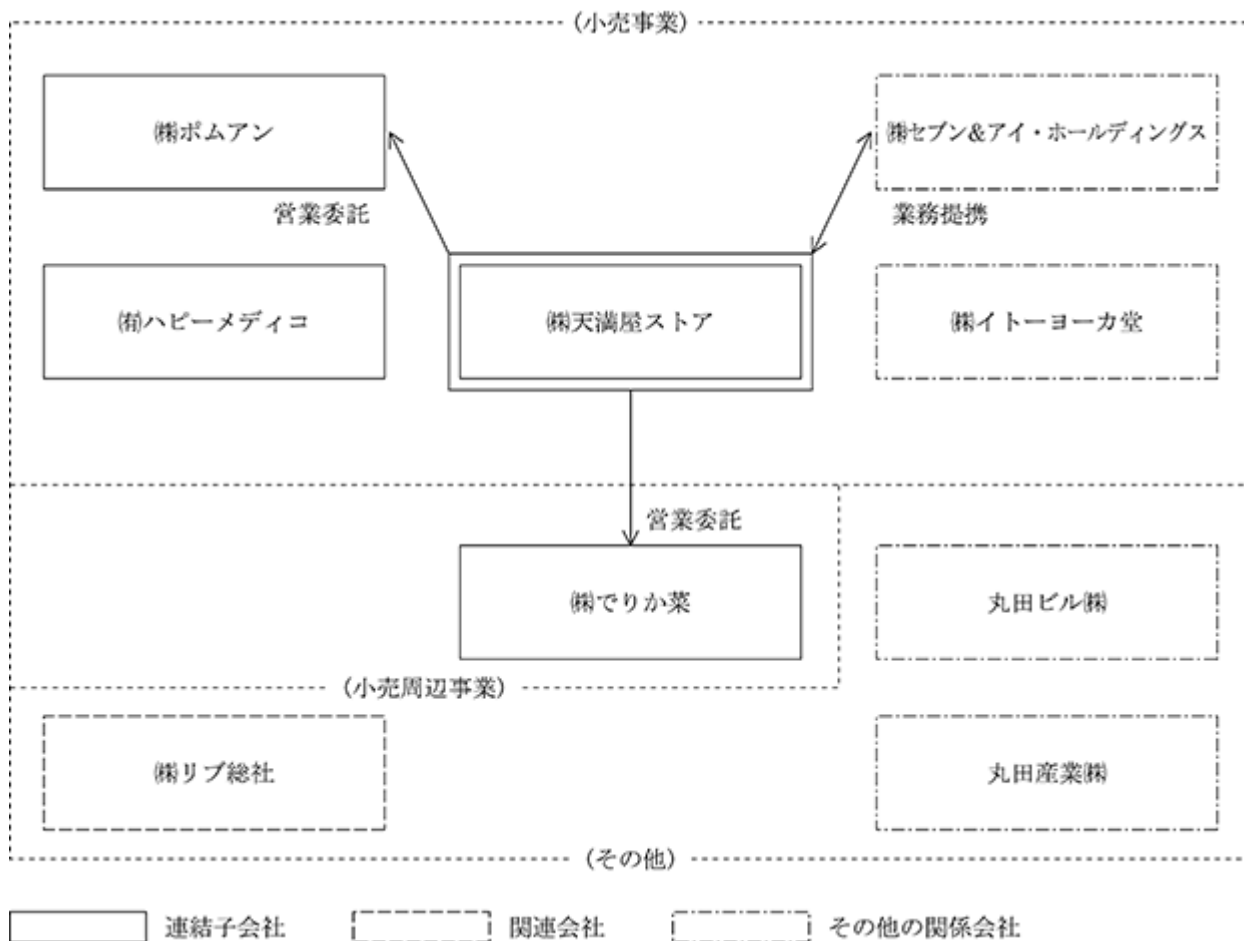 (小売事業)
㈱ポムアン
㈱セブン&アイ・ホールディングス
営業委託
業務提携
㈲ハピーメディコ
㈱天満屋ストア
㈱イトーヨーカ堂
営業委託
㈱でりか菜
丸田ビル㈱
(小売周辺事業)
㈱リブ総社
丸田産業㈱
(その他)
連結子会社
関連会社
その他の関係会社